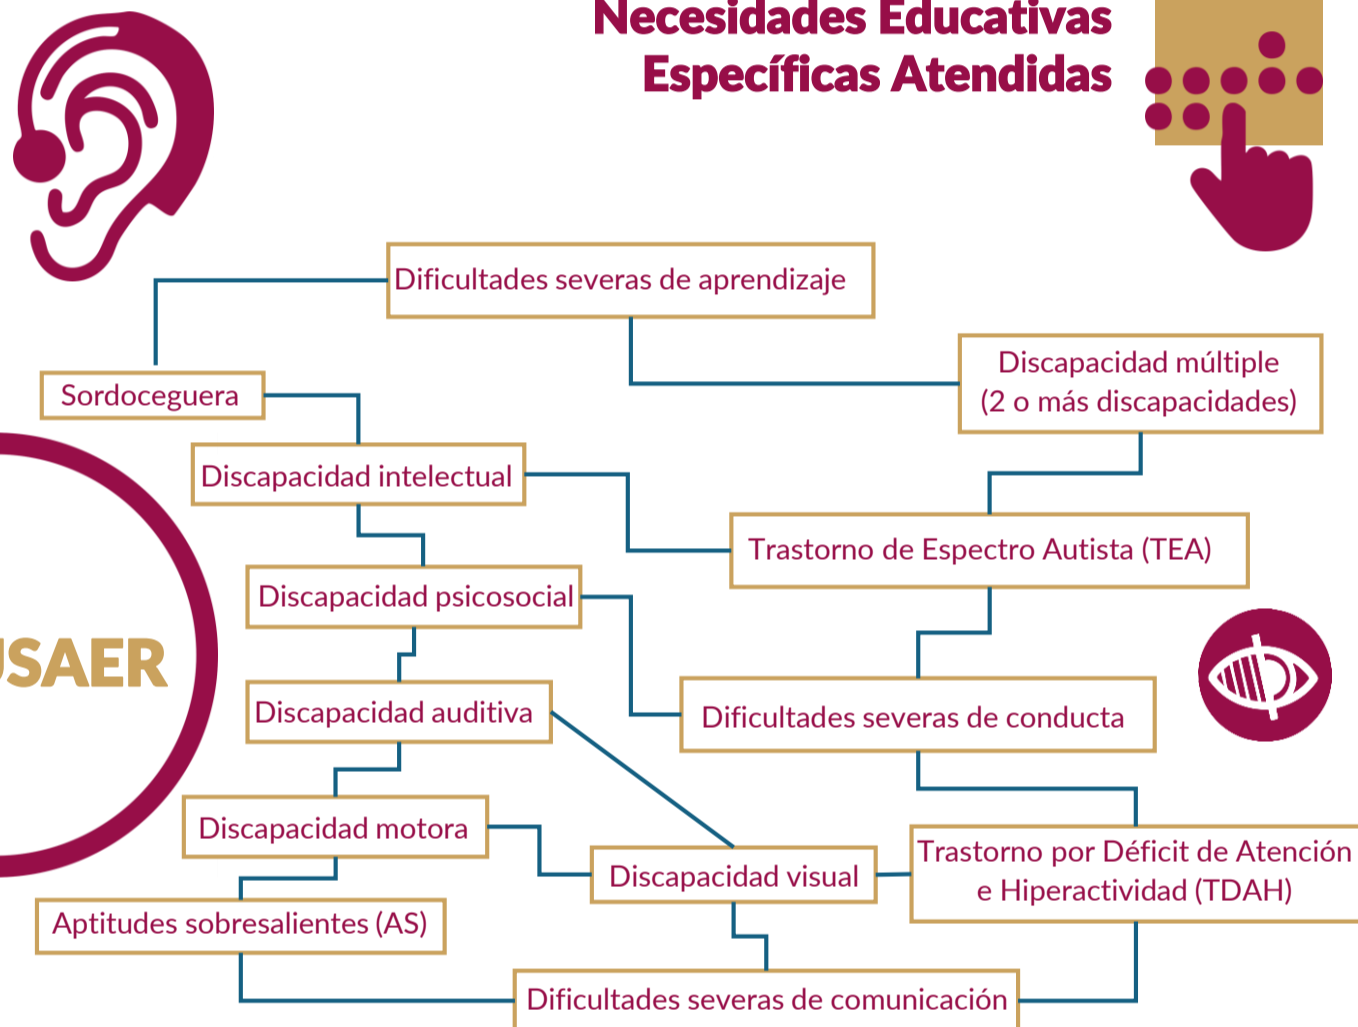 Necesidades Educativas
Específicas Atendidas
Dificultades severas de aprendizaje
Discapacidad múltiple
(2 o más discapacidades)
Sordoceguera
Discapacidad intelectual
Trastorno de Espectro Autista (TEA)
Discapacidad psicosocial
SAER
Discapacidad auditiva
Dificultades severas de conducta
Discapacidad motora
Trastorno por Déficit de Atención
e Hiperactividad (TDAH)
Discapacidad visual
Aptitudes sobresalientes (AS)
Dificultades severas de comunicación